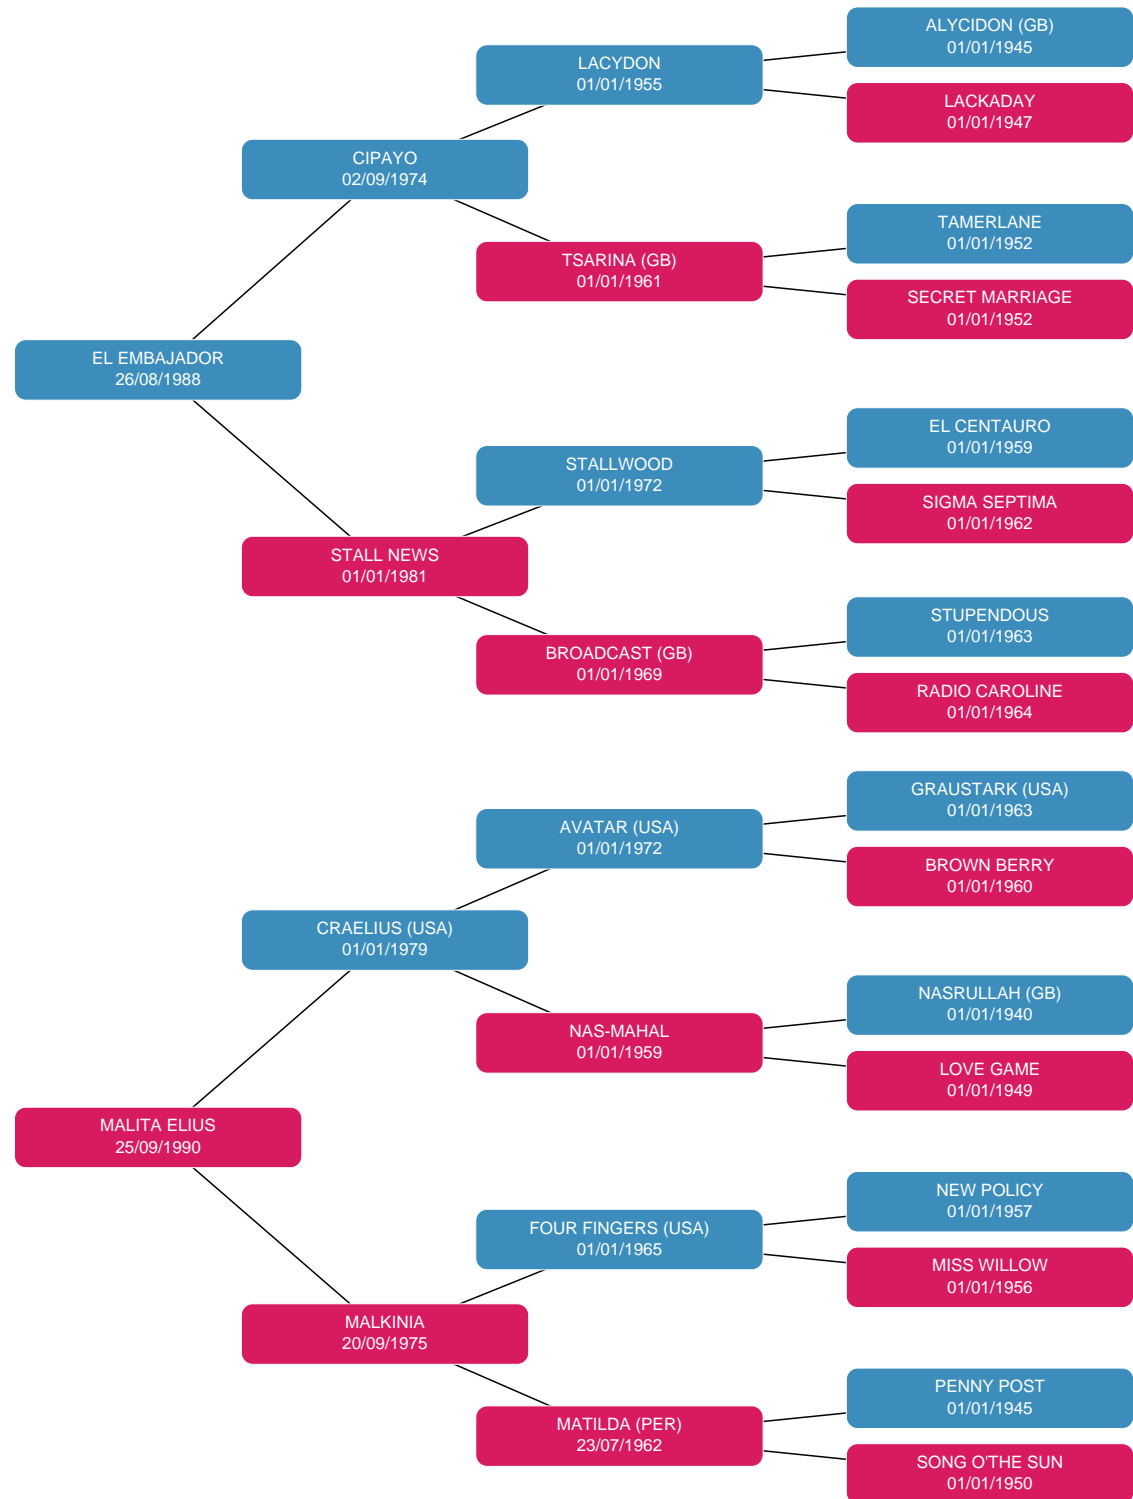 ALYCIDON (GB)
01/01/1945
LACYDON
01/01/1955
LACKADAY
01/01/1947
CIPAYO
02/09/1974
TAMERLANE
01/01/1952
TSARINA (GB)
01/01/1961
SECRET MARRIAGE
01/01/1952
EL EMBAJADOR
26/08/1988
EL CENTAURO
01/01/1959
STALLWOOD
01/01/1972
SIGMA SEPTIMA
01/01/1962
STALL NEWS
01/01/1981
STUPENDOUS
01/01/1963
BROADCAST (GB)
01/01/1969
RADIO CAROLINE
01/01/1964
GRAUSTARK (USA)
01/01/1963
AVATAR (USA)
01/01/1972
BROWN BERRY
01/01/1960
CRAELIUS (USA)
01/01/1979
NASRULLAH (GB)
01/01/1940
NAS-MAHAL
01/01/1959
LOVE GAME
01/01/1949
MALITA ELIUS
25/09/1990
NEW POLICY
01/01/1957
FOUR FINGERS (USA)
01/01/1965
MISS WILLOW
01/01/1956
MALKINIA
20/09/1975
PENNY POST
01/01/1945
MATILDA (PER)
23/07/1962
SONG O'THE SUN
01/01/1950